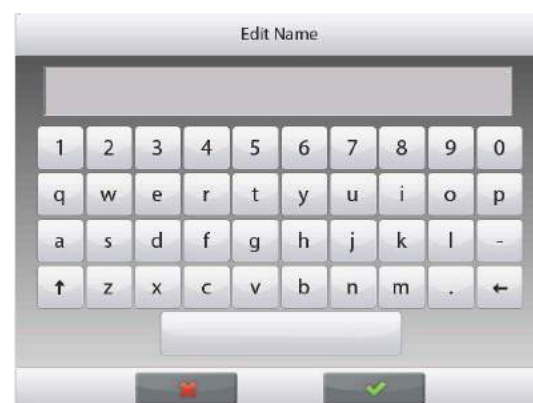 Edit Name
1 2 3 4 5 6 7 8 9 0
q w e r t y u i o p
a s d f g h j k l -
↑ z x c v b n m . ←